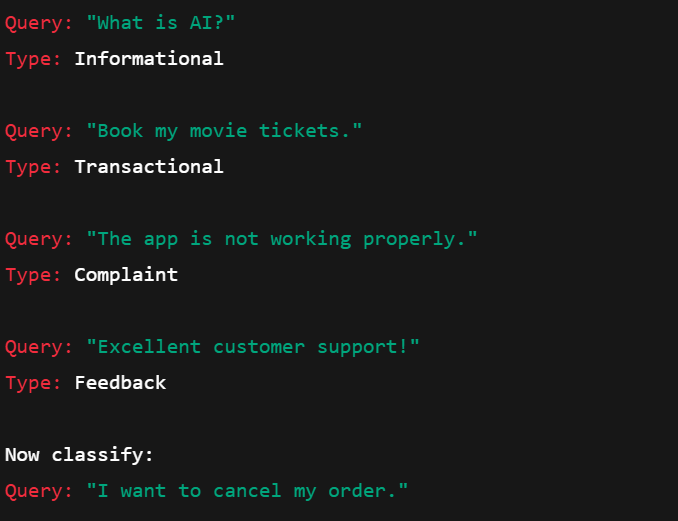 Query: "What is AI?"
Type: Informational
Query: "Book my movie tickets."
Type: Transactional
Query: "The app is not working properly."
Type: Complaint
Query: "Excellent customer support!"
Type: Feedback
Now classify:
Query: "I want to cancel my order."